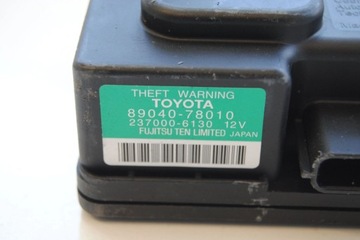 THEFT WARNING
TOYOTA
89040-78010
237000-6130 12V
FUJITSU TEN LIMITED JAPAN